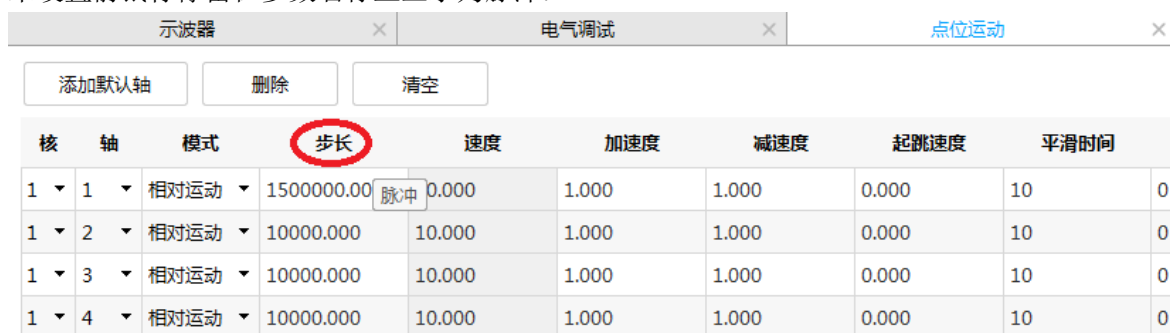 示波器 × 电气调试 × 点位运动 ×
添加默认轴 删除 清空
核 轴 模式 步长 速度 加速度 减速度 起跳速度 平滑时间
1 1 相对运动 1500000.00 脉冲 0.000 1.000 1.000 0.000 10 0
1 2 相对运动 10000.000 10.000 1.000 1.000 0.000 10 0
1 3 相对运动 10000.000 10.000 1.000 1.000 0.000 10 0
1 4 相对运动 10000.000 10.000 1.000 1.000 0.000 10 0